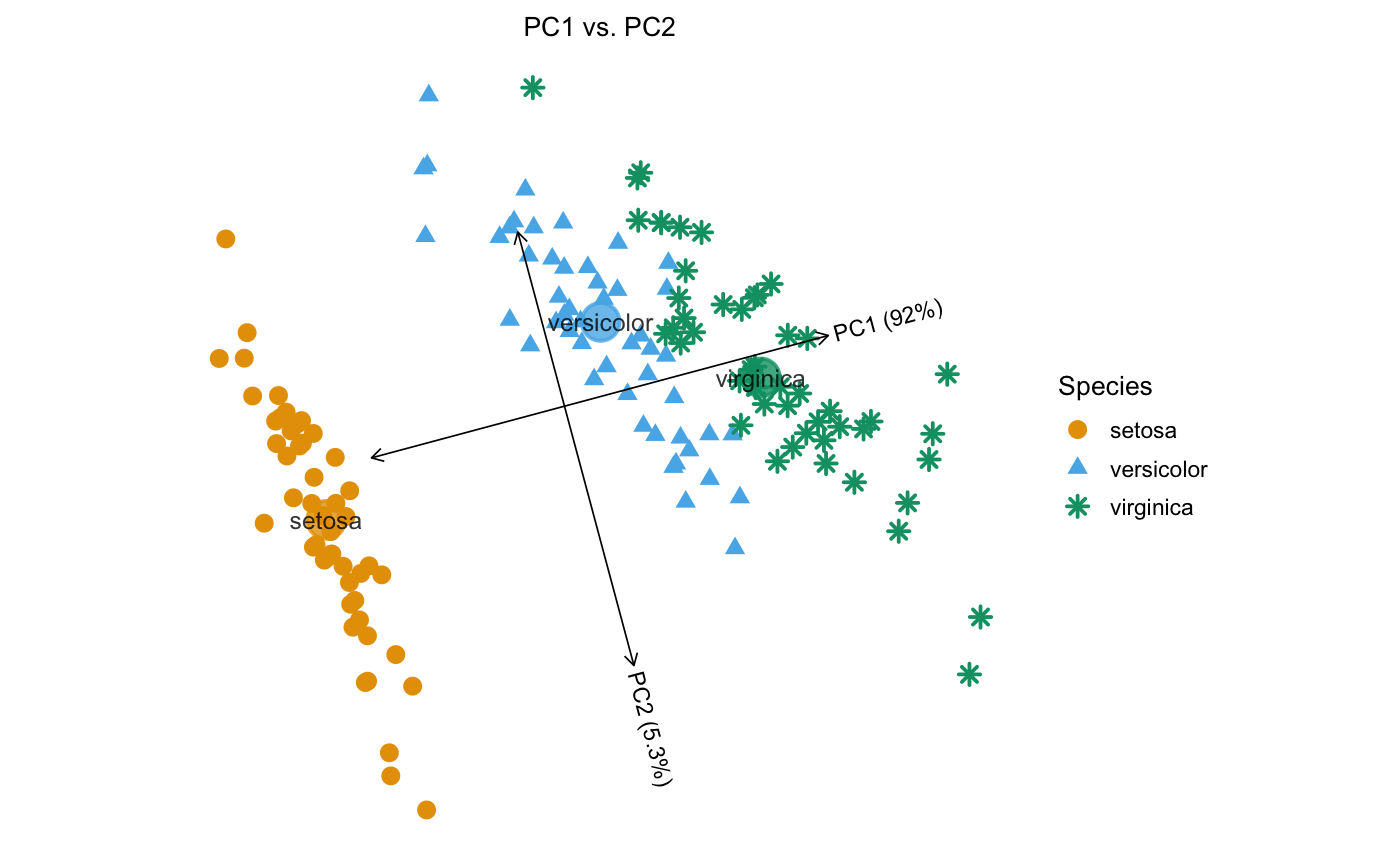 PC1 vs. PC2
versicolor
PC1 (92%)
virginica
setosa
PC2 (5.3%)
Species
setosa
versicolor
virginica